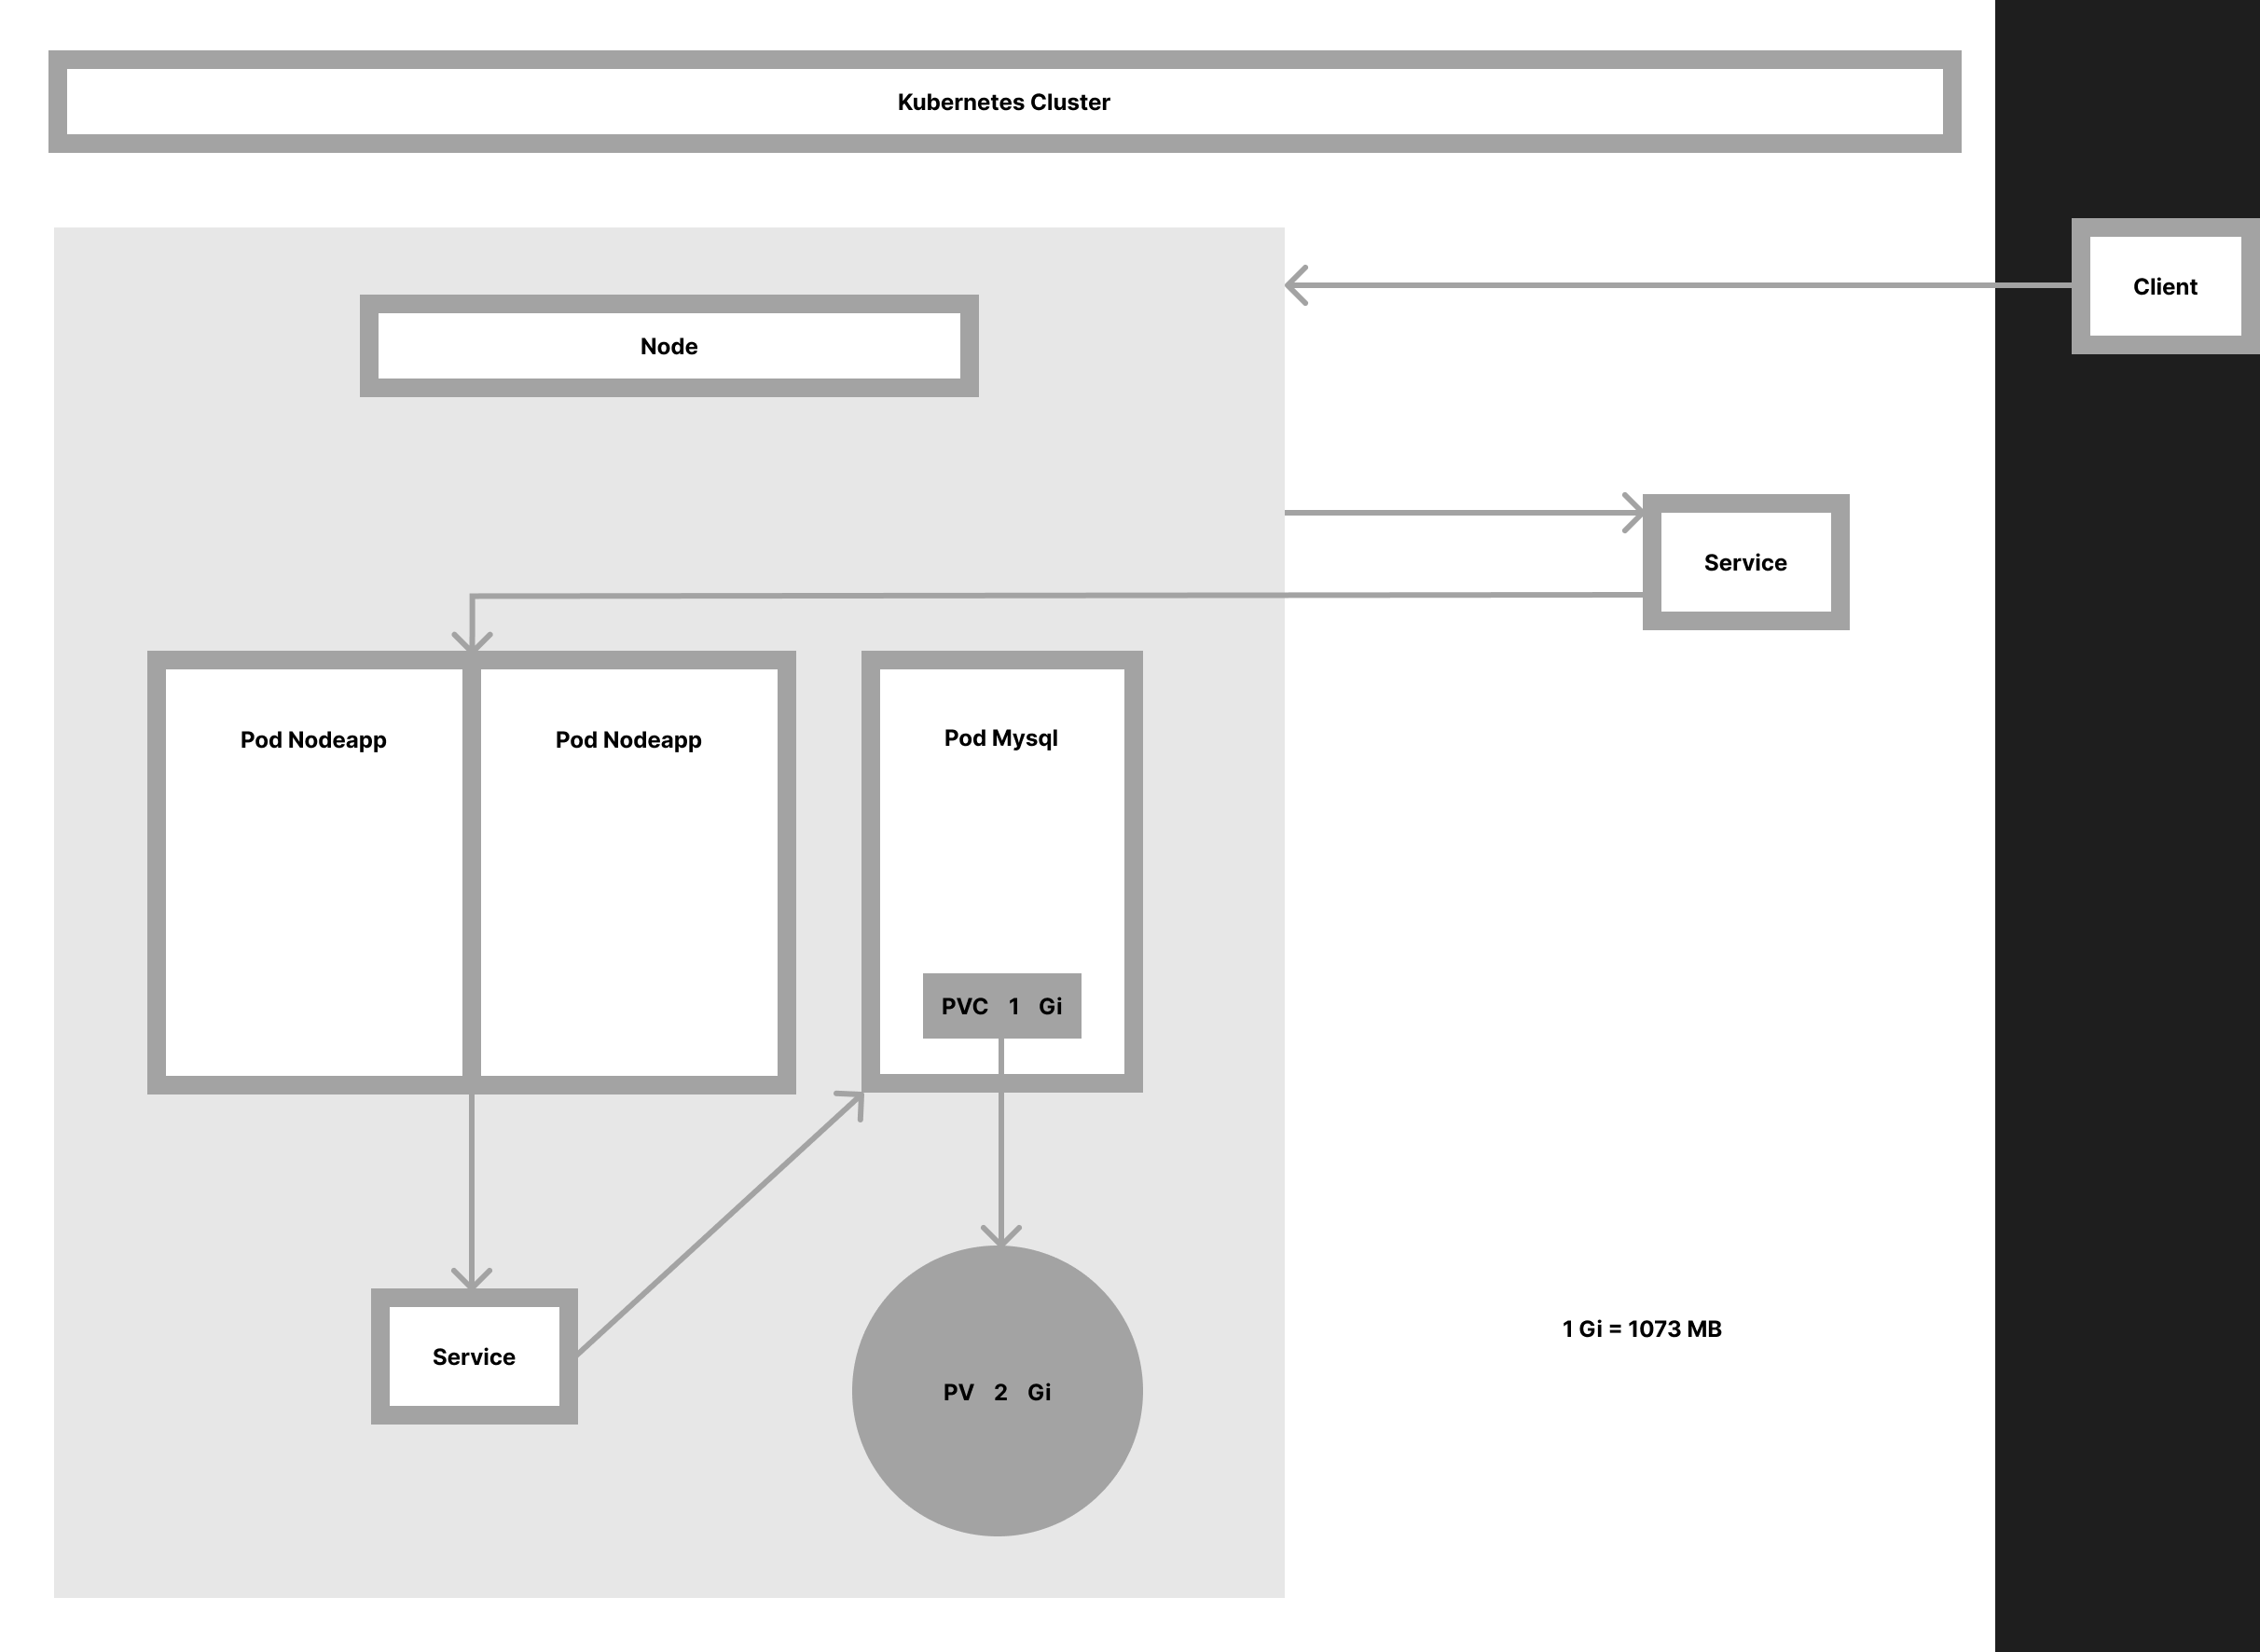 Kubernetes Cluster
Client
Node
Service
Pod Nodeapp
Pod Nodeapp
Pod Mysql
PVC 1 Gi
Service
PV 2 Gi
1 Gi = 1073 MB